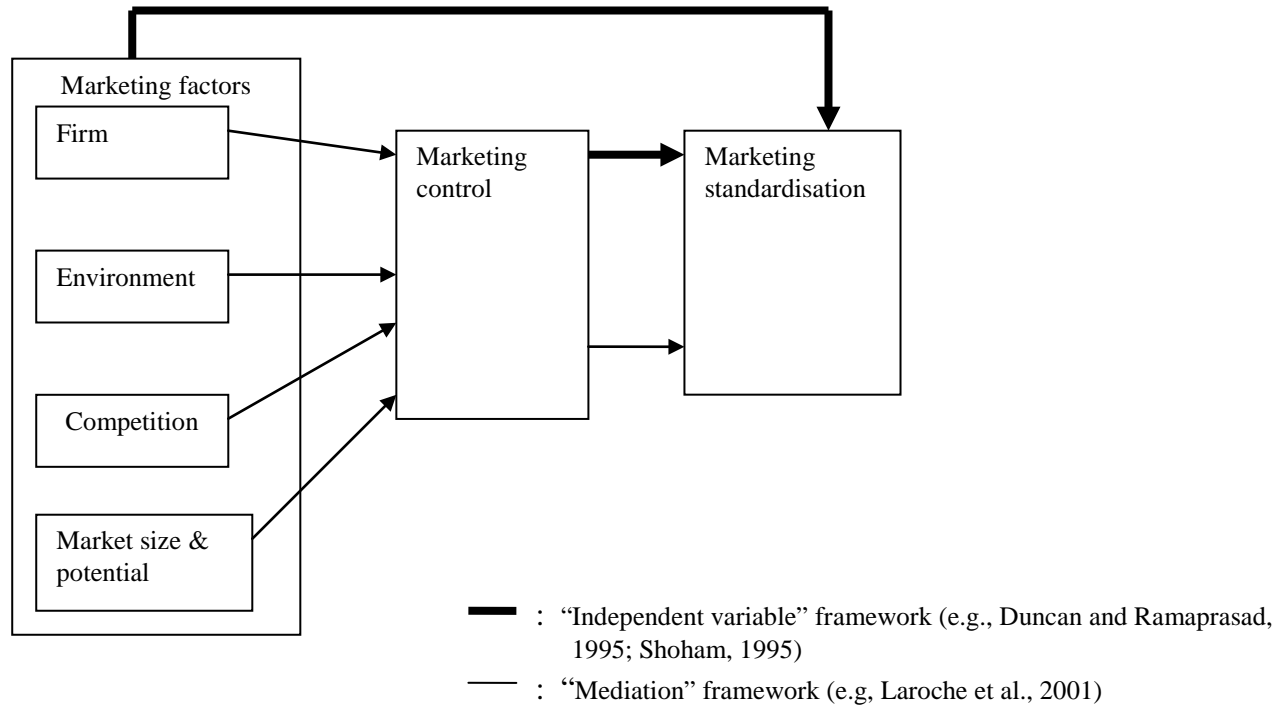 Marketing factors
Firm
Environment
Competition
Market size &
potential
Marketing
control
Marketing
standardisation
: “Independent variable” framework (e.g., Duncan and Ramaprasad,
1995; Shoham, 1995)
: “Mediation” framework (e.g, Laroche et al., 2001)